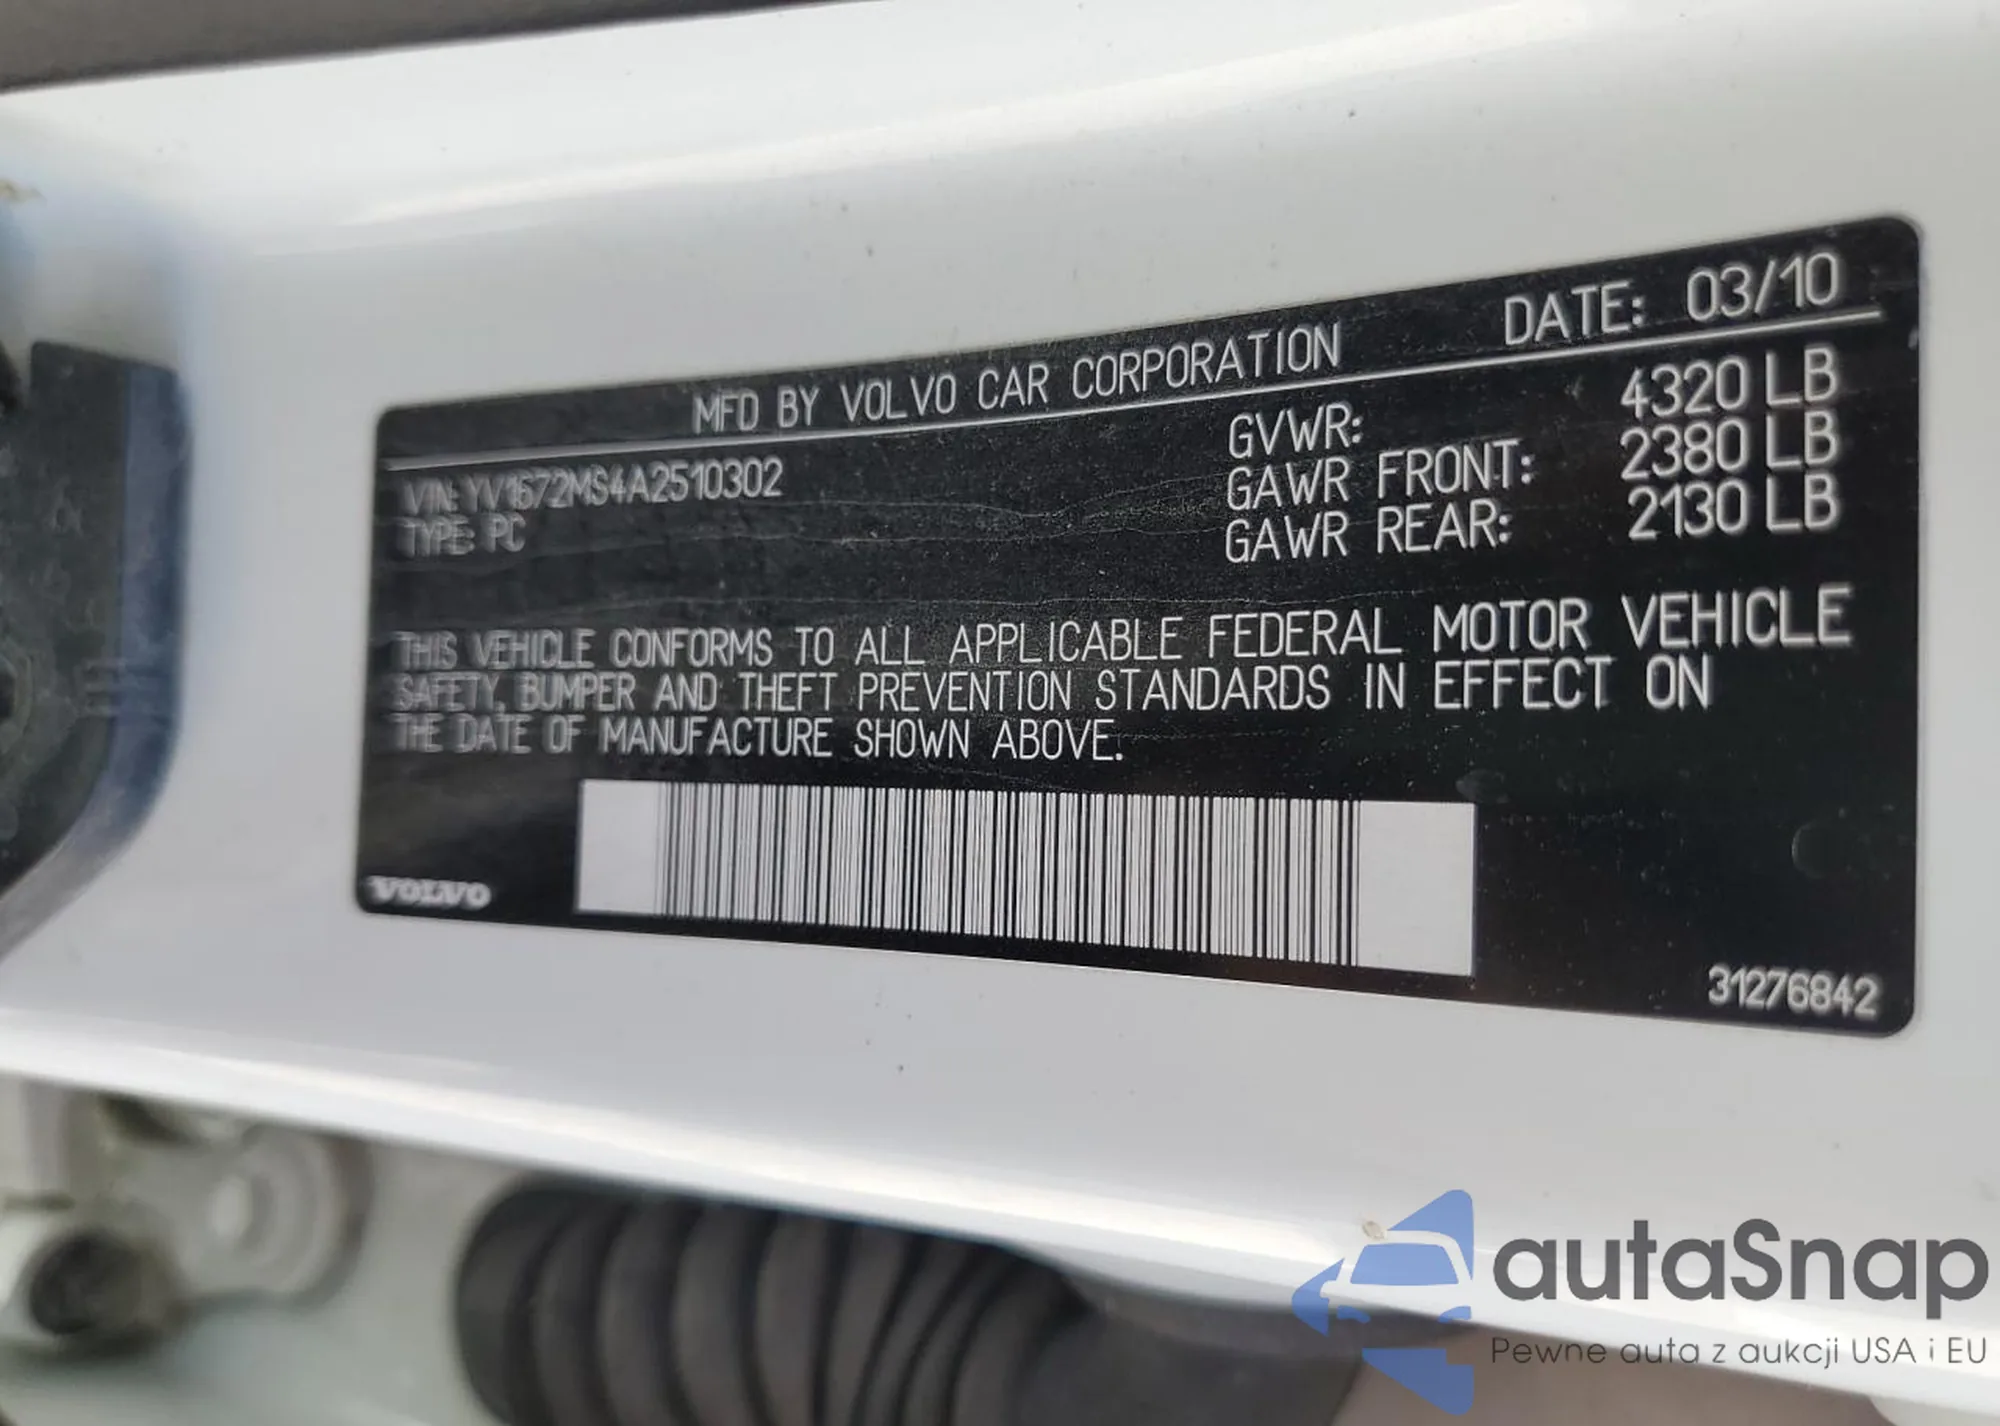 MFD BY VOLVO CAR CORPORATION DATE: 03/10
VIN: YV1672MS4A2510302
TYPE: PC
GVWR: 4320 LB
GAWR FRONT: 2380 LB
GAWR REAR: 2130 LB
THIS VEHICLE CONFORMS TO ALL APPLICABLE FEDERAL MOTOR VEHICLE
SAFETY, BUMPER AND THEFT PREVENTION STANDARDS IN EFFECT ON
THE DATE OF MANUFACTURE SHOWN ABOVE.
VOLVO
31276842
autaSnap
Pewne auta z aukcji USA i EU